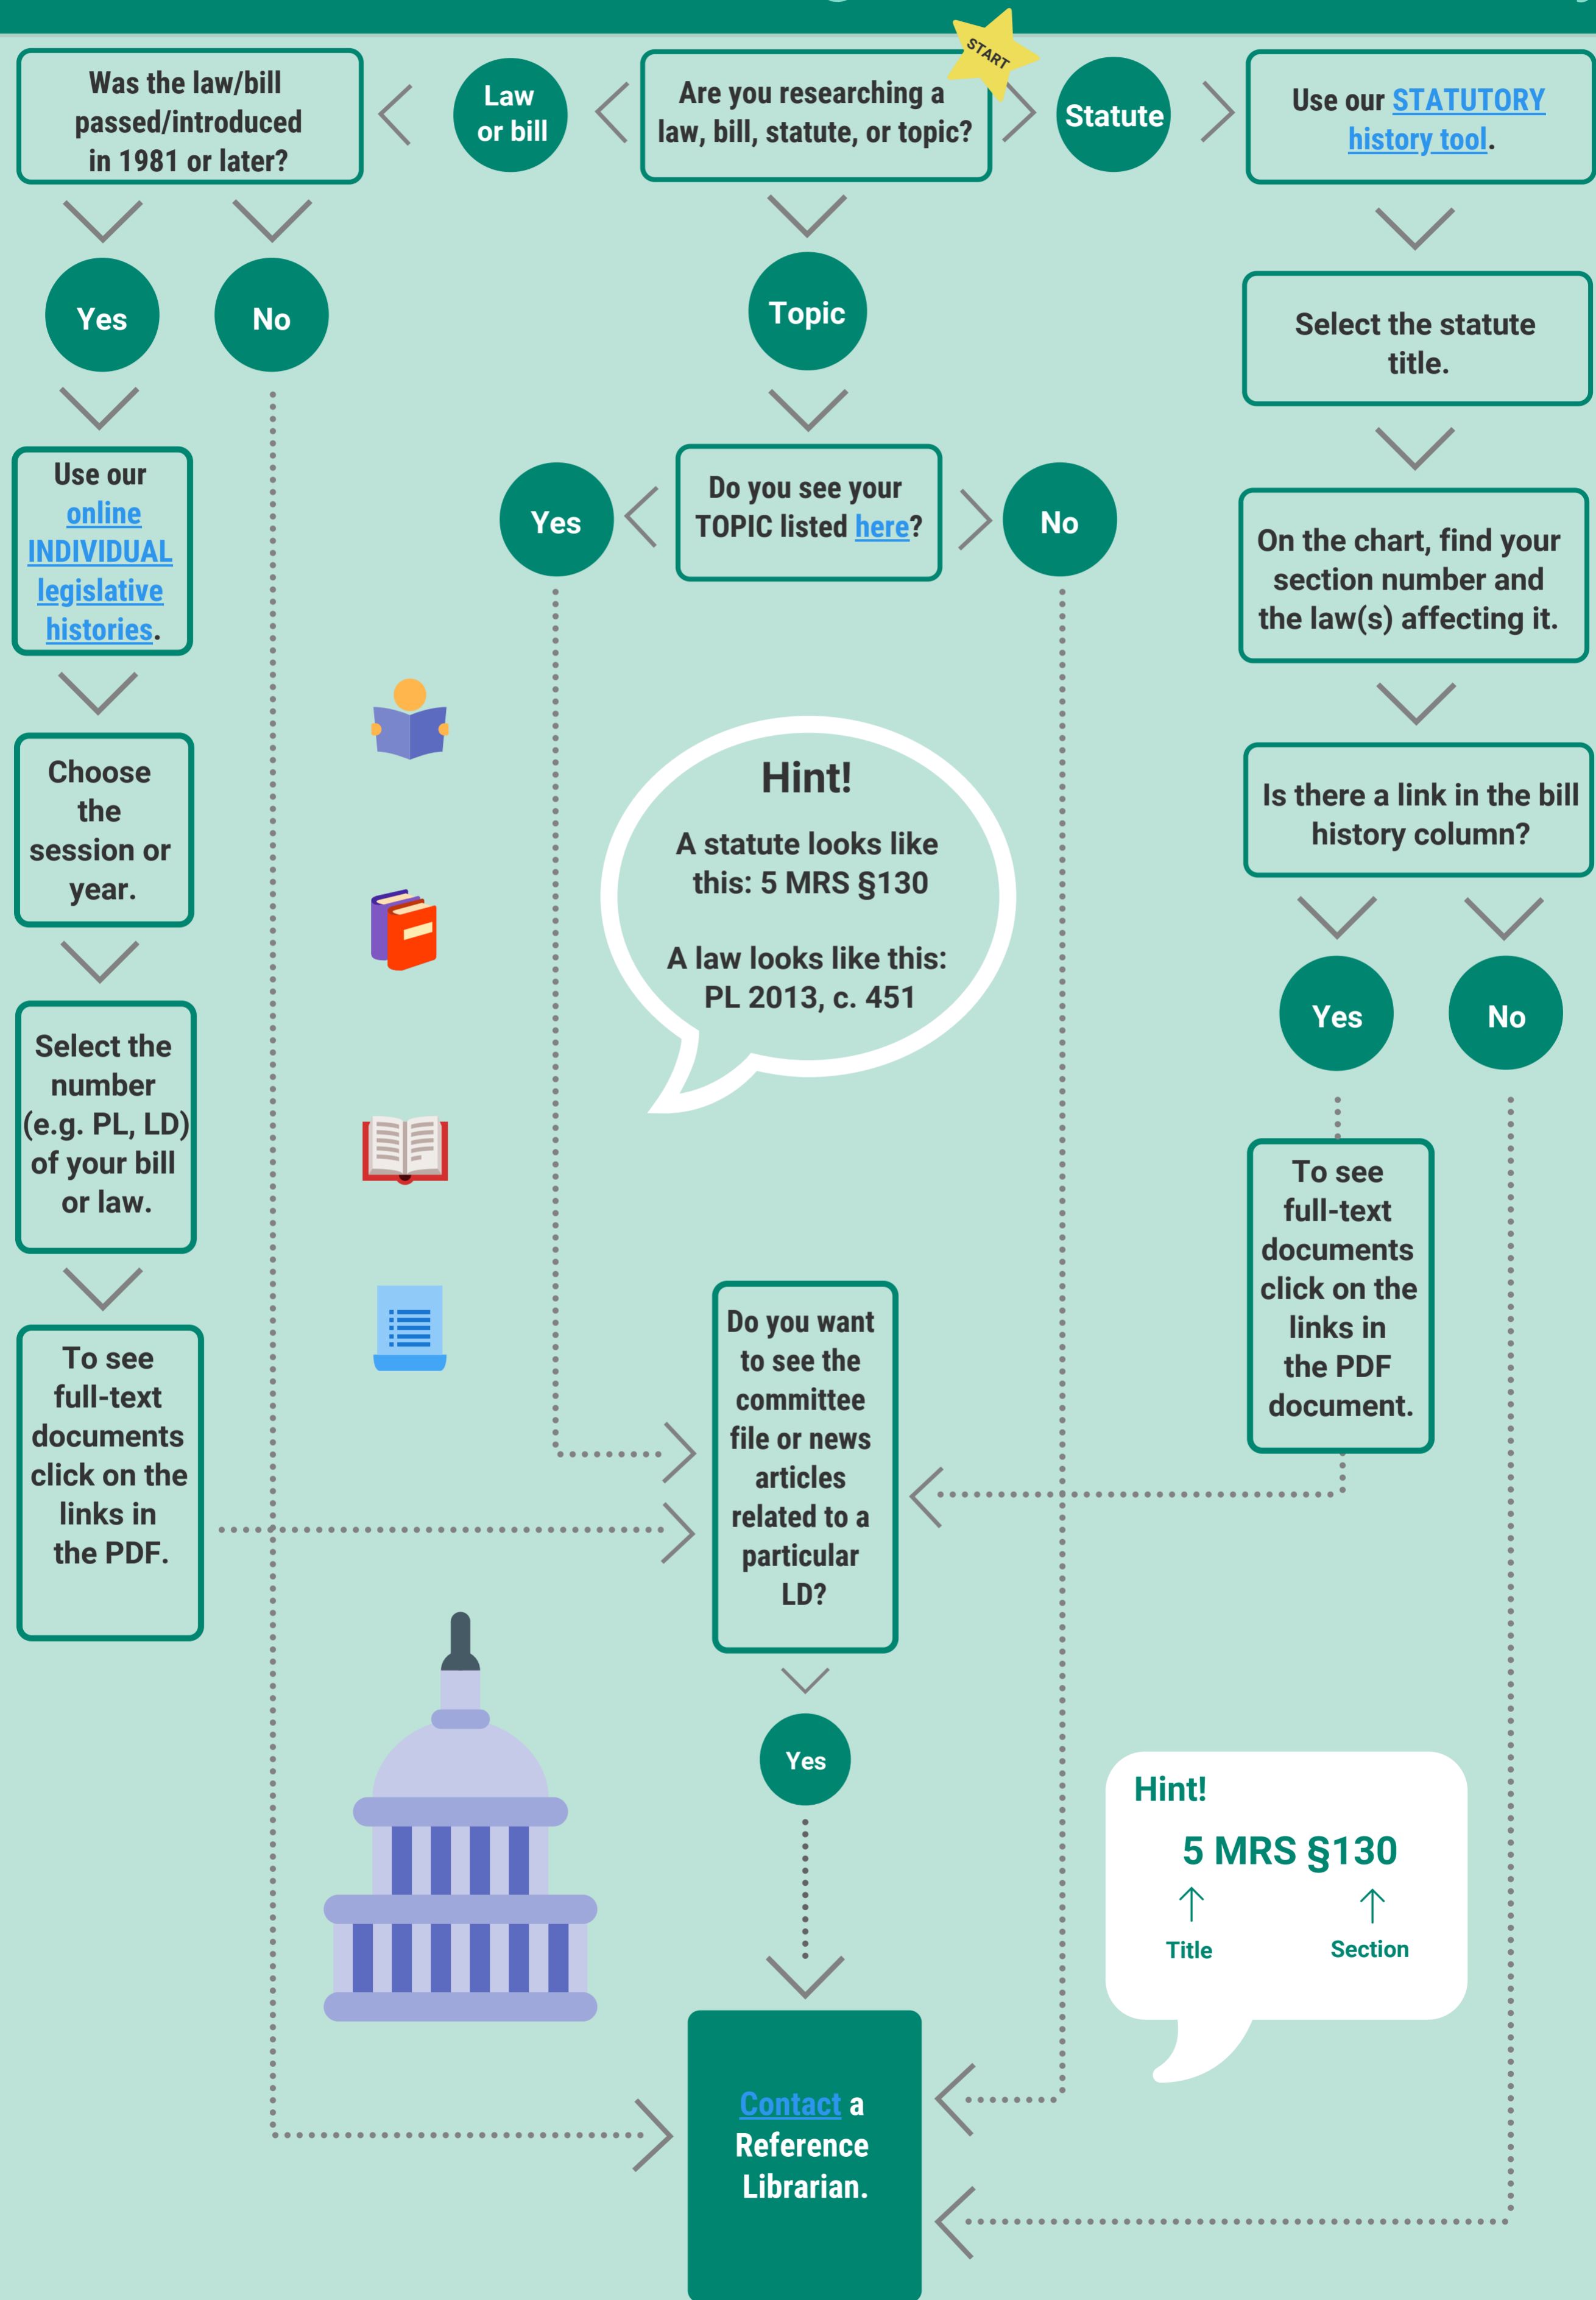 START
Are you researching a
law, bill, statute, or topic?
Law
or bill
Was the law/bill
passed/introduced
in 1981 or later?
Yes
No
Use our
online
INDIVIDUAL
legislative
histories.
Choose
the
session or
year.
Select the
number
(e.g. PL, LD)
of your bill
or law.
To see
full-text
documents
click on the
links in
the PDF.
Topic
Do you see your
TOPIC listed here?
Yes
No
Hint!
A statute looks like
this: 5 MRS §130
A law looks like this:
PL 2013, c. 451
Do you want
to see the
committee
file or news
articles
related to a
particular
LD?
Yes
Contact a
Reference
Librarian.
Statute
Use our STATUTORY
history tool.
Select the statute
title.
On the chart, find your
section number and
the law(s) affecting it.
Is there a link in the bill
history column?
Yes
No
To see
full-text
documents
click on the
links in
the PDF
document.
Hint!
5 MRS §130
Title
Section